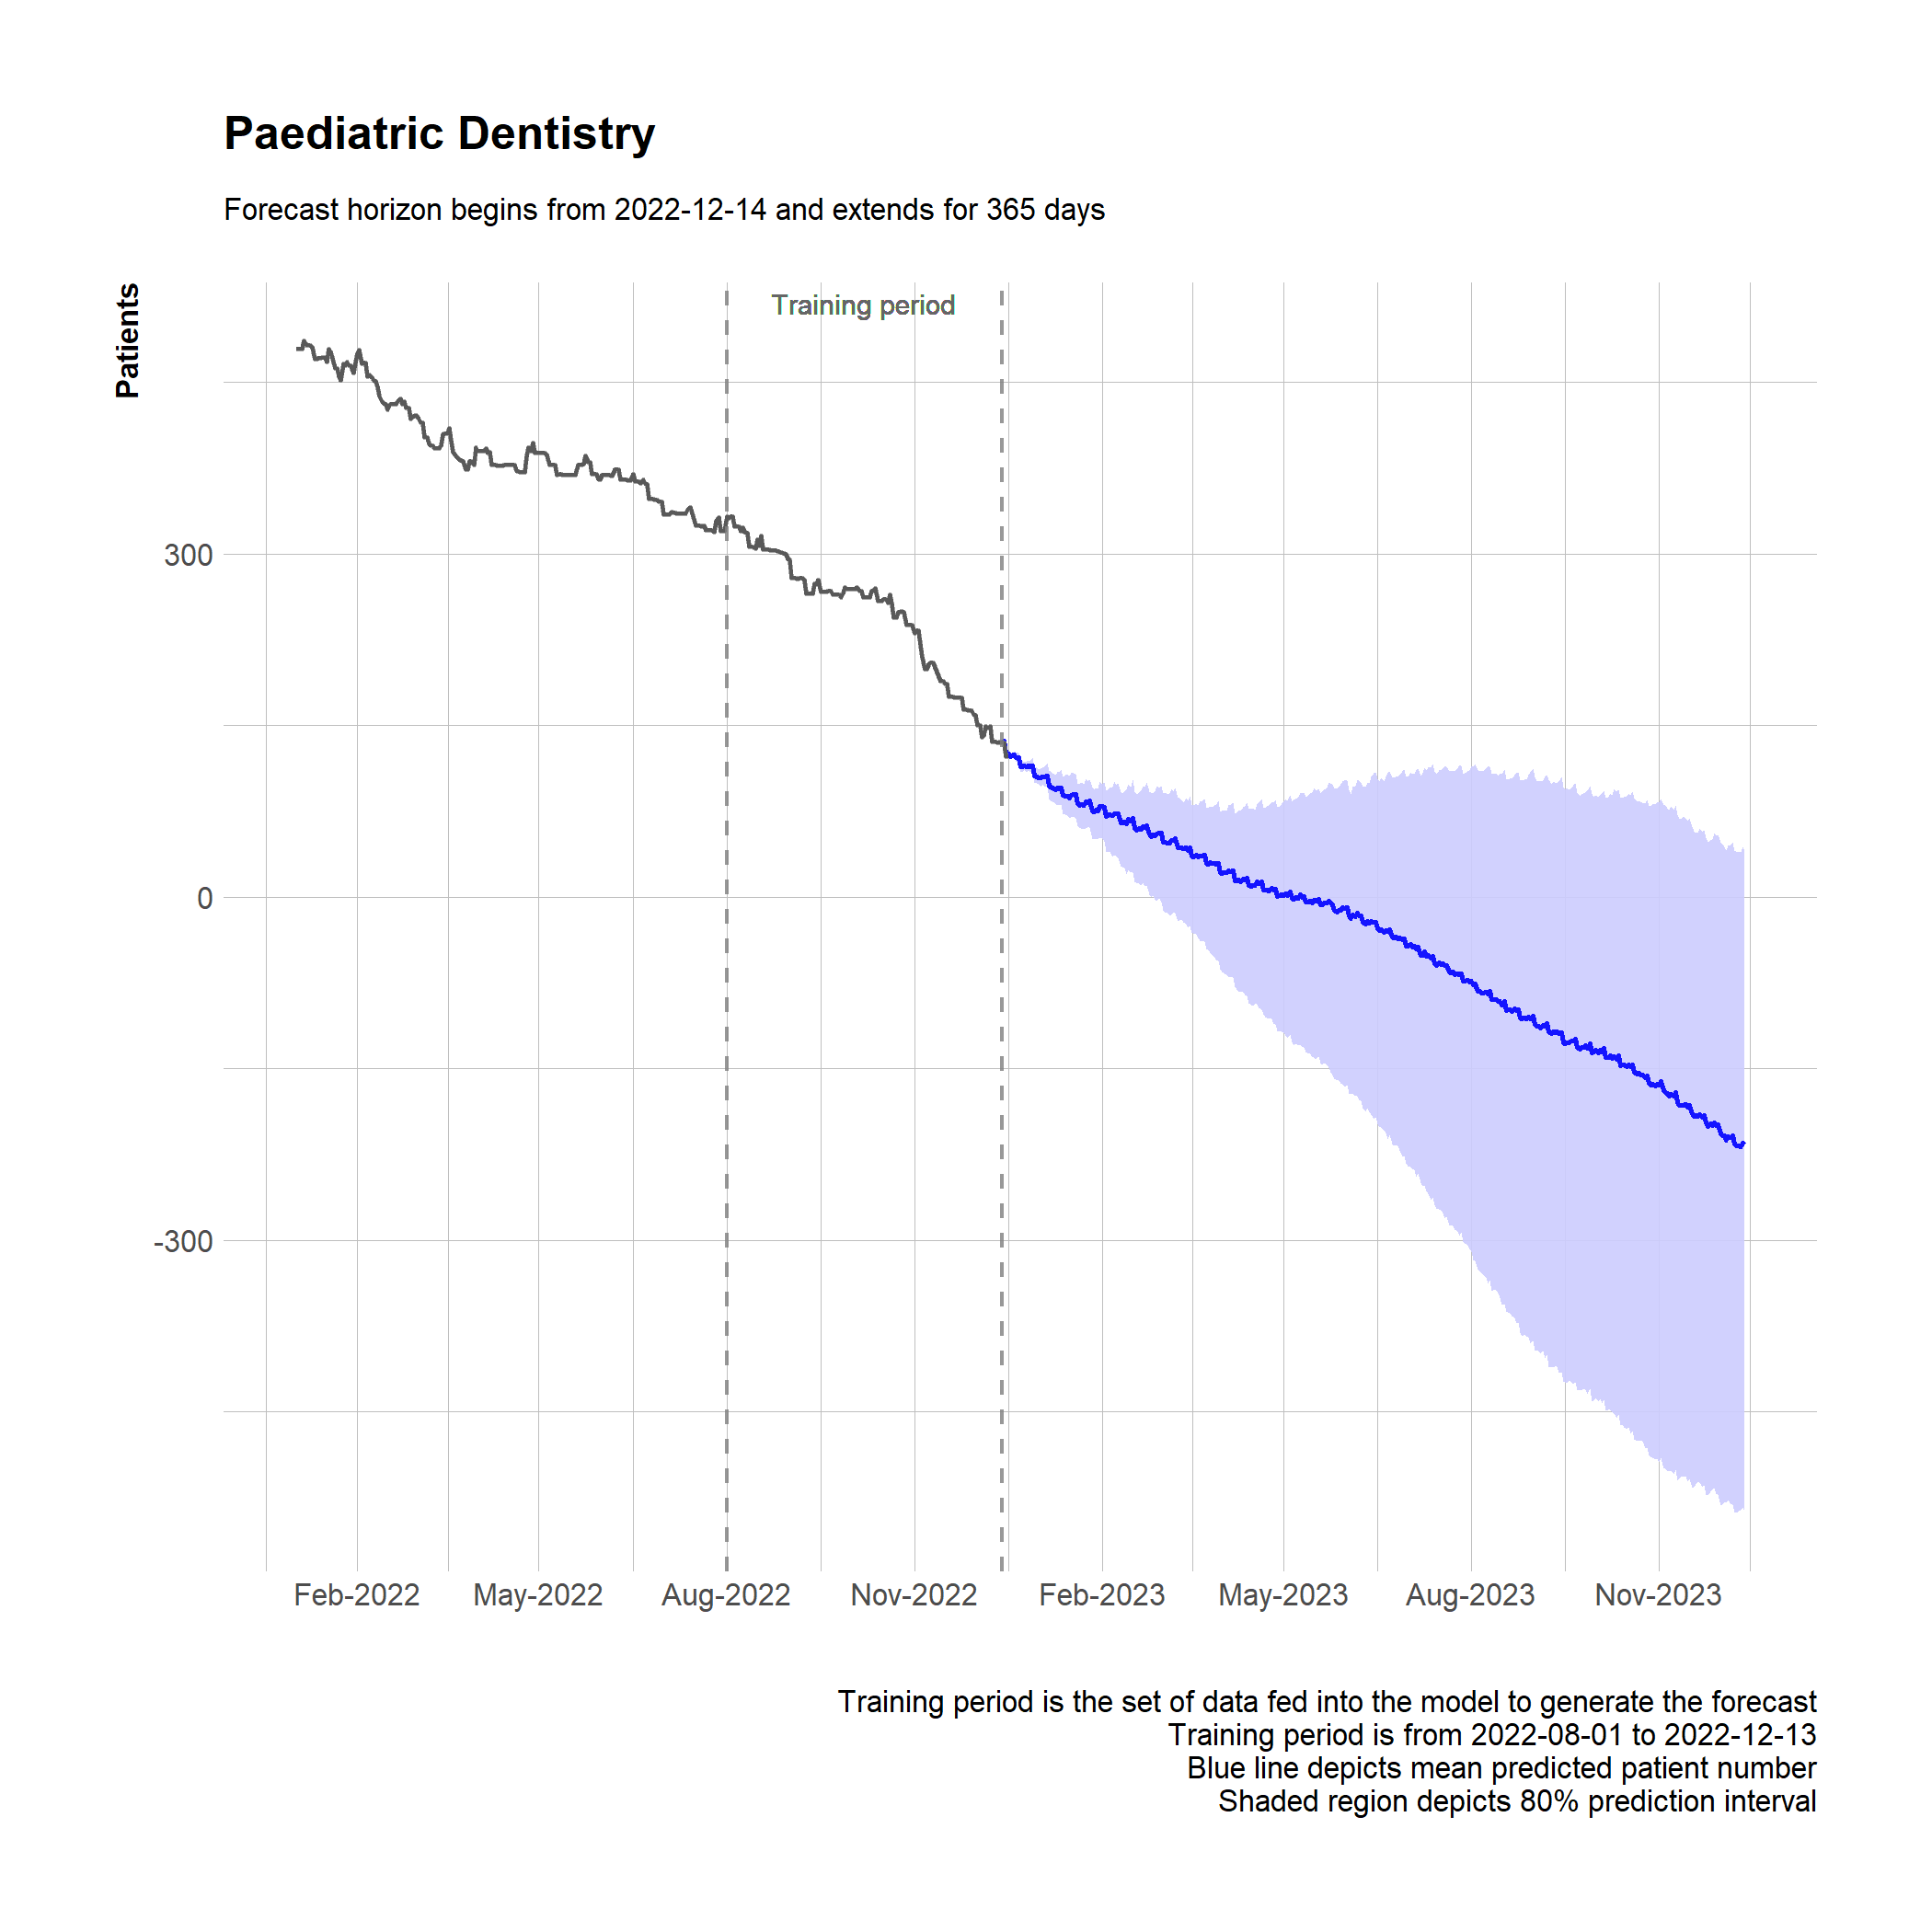 Paediatric Dentistry
Forecast horizon begins from 2022-12-14 and extends for 365 days
Patients
Training period
300
0
-300
Feb-2022 May-2022 Aug-2022 Nov-2022 Feb-2023 May-2023 Aug-2023 Nov-2023
Training period is the set of data fed into the model to generate the forecast
Training period is from 2022-08-01 to 2022-12-13
Blue line depicts mean predicted patient number
Shaded region depicts 80% prediction interval